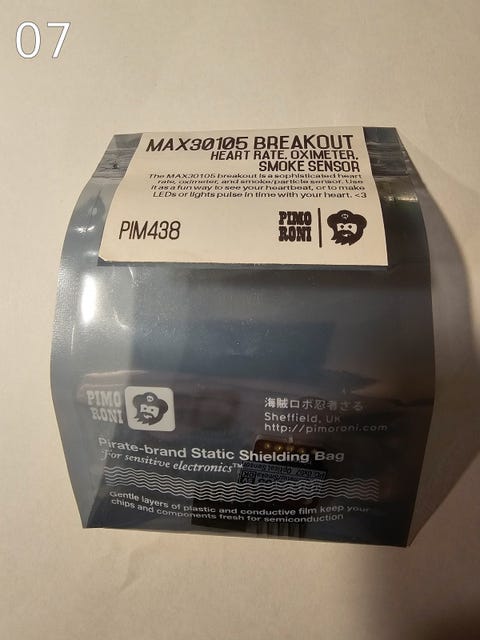 07
MAX30105 BREAKOUT
HEART RATE, OXIMETER,
SMOKE SENSOR
The MAX30105 breakout is a sophisticated heart
rate, oximeter, and smoke/particle sensor. Use
it as a fun way to see your heartbeat, or to make
LEDs or lights pulse in time with your heart. <3
PIM438
PIMO
RONI
PIMO
RONI
海賊ロボ忍者さる
Sheffield, UK
http://pimoroni.com
Pirate-brand Static Shielding Bag
For sensitive electronics™
Gentle layers of plastic and conductive film keep your
chips and components fresh for semiconduction